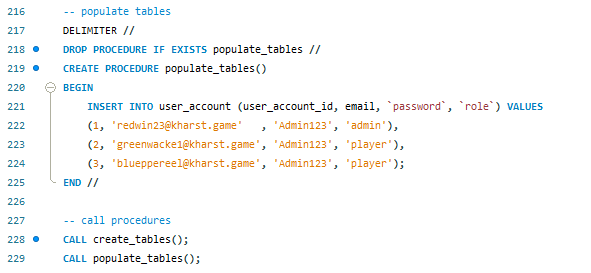 216 -- populate tables
217 DELIMITER //
218 DROP PROCEDURE IF EXISTS populate_tables //
219 CREATE PROCEDURE populate_tables()
220 BEGIN
221 INSERT INTO user_account (user_account_id, email, `password`, `role`) VALUES
222 (1, 'redwin23@kharst.game'   , 'Admin123', 'admin'),
223 (2, 'greenwacke1@kharst.game', 'Admin123', 'player'),
224 (3, 'blueppereel@kharst.game', 'Admin123', 'player');
225 END //
226
227 -- call procedures
228 CALL create_tables();
229 CALL populate_tables();